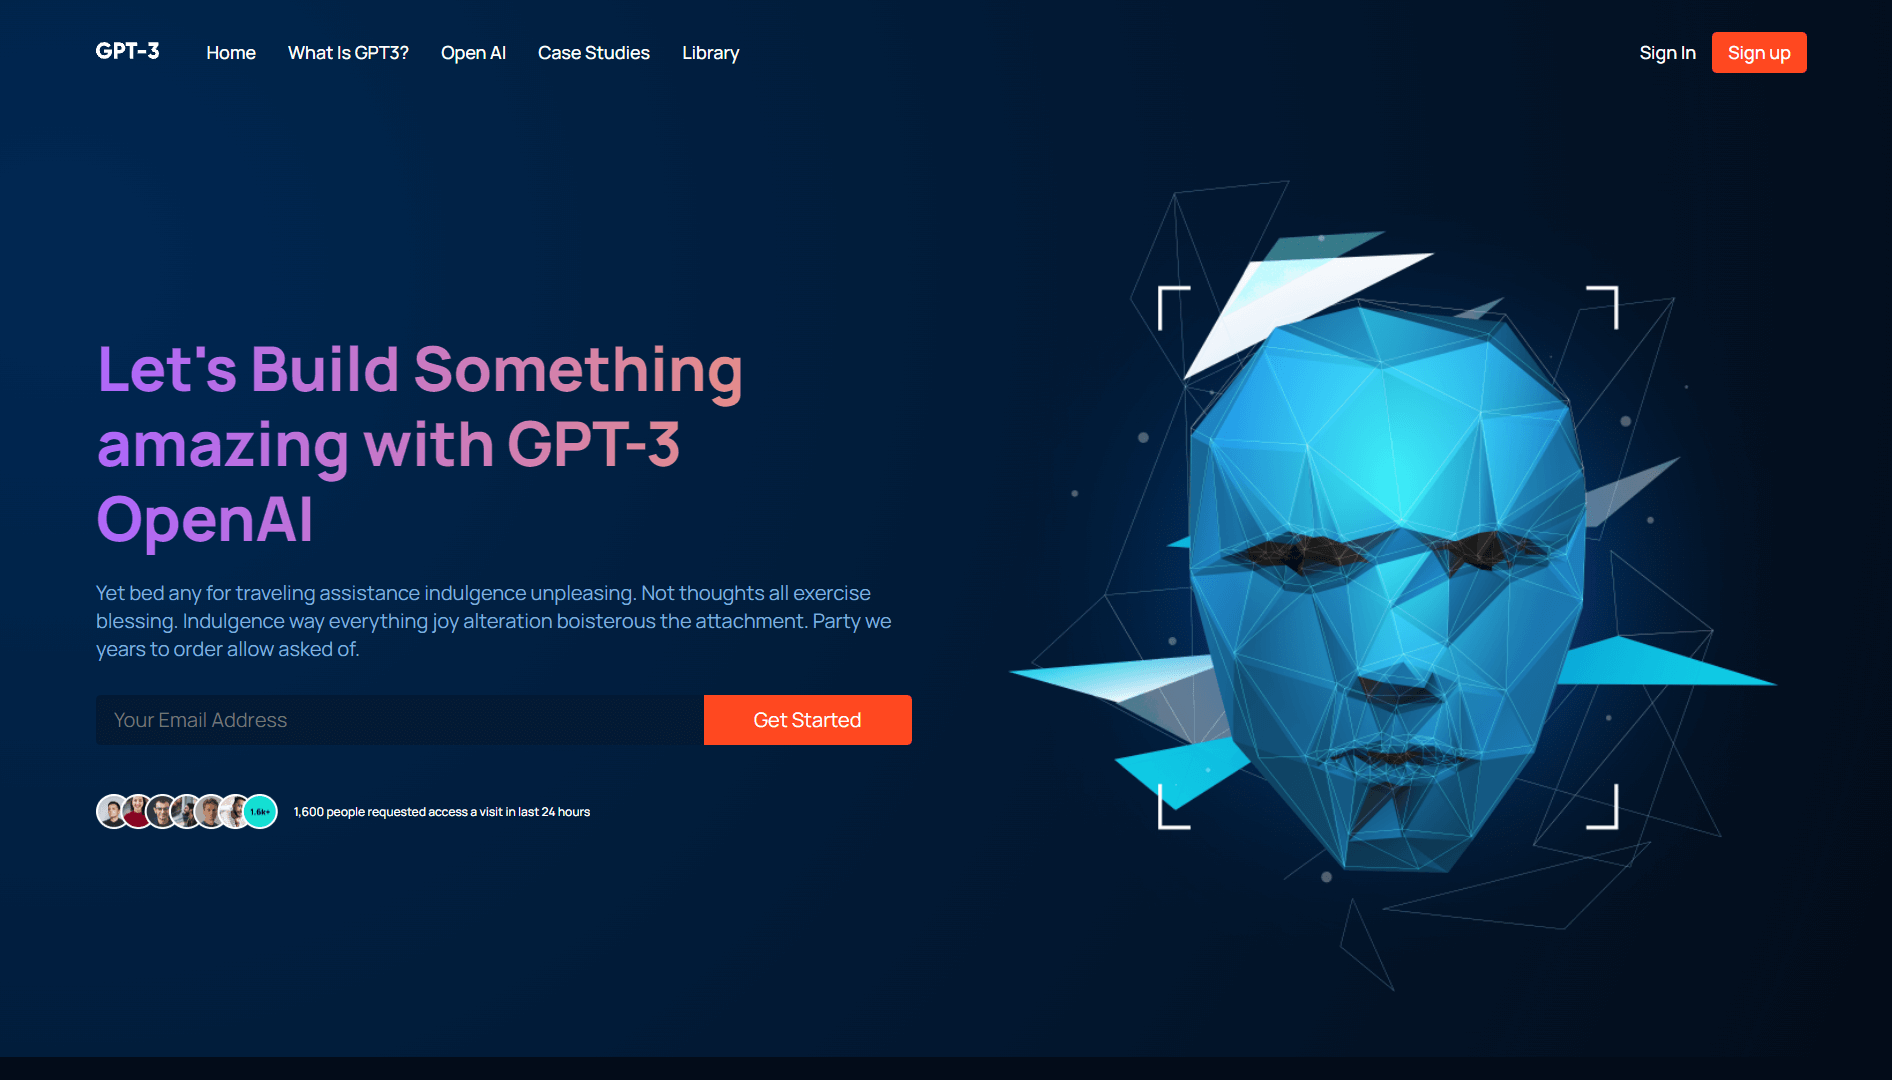 GPT-3
Home
What Is GPT3?
Open AI
Case Studies
Library
Sign In
Sign up
Let's Build Something
amazing with GPT-3
OpenAI
Yet bed any for traveling assistance indulgence unpleasing. Not thoughts all exercise
blessing. Indulgence way everything joy alteration boisterous the attachment. Party we
years to order allow asked of.
Your Email Address
Get Started
1.6k+
1,600 people requested access a visit in last 24 hours